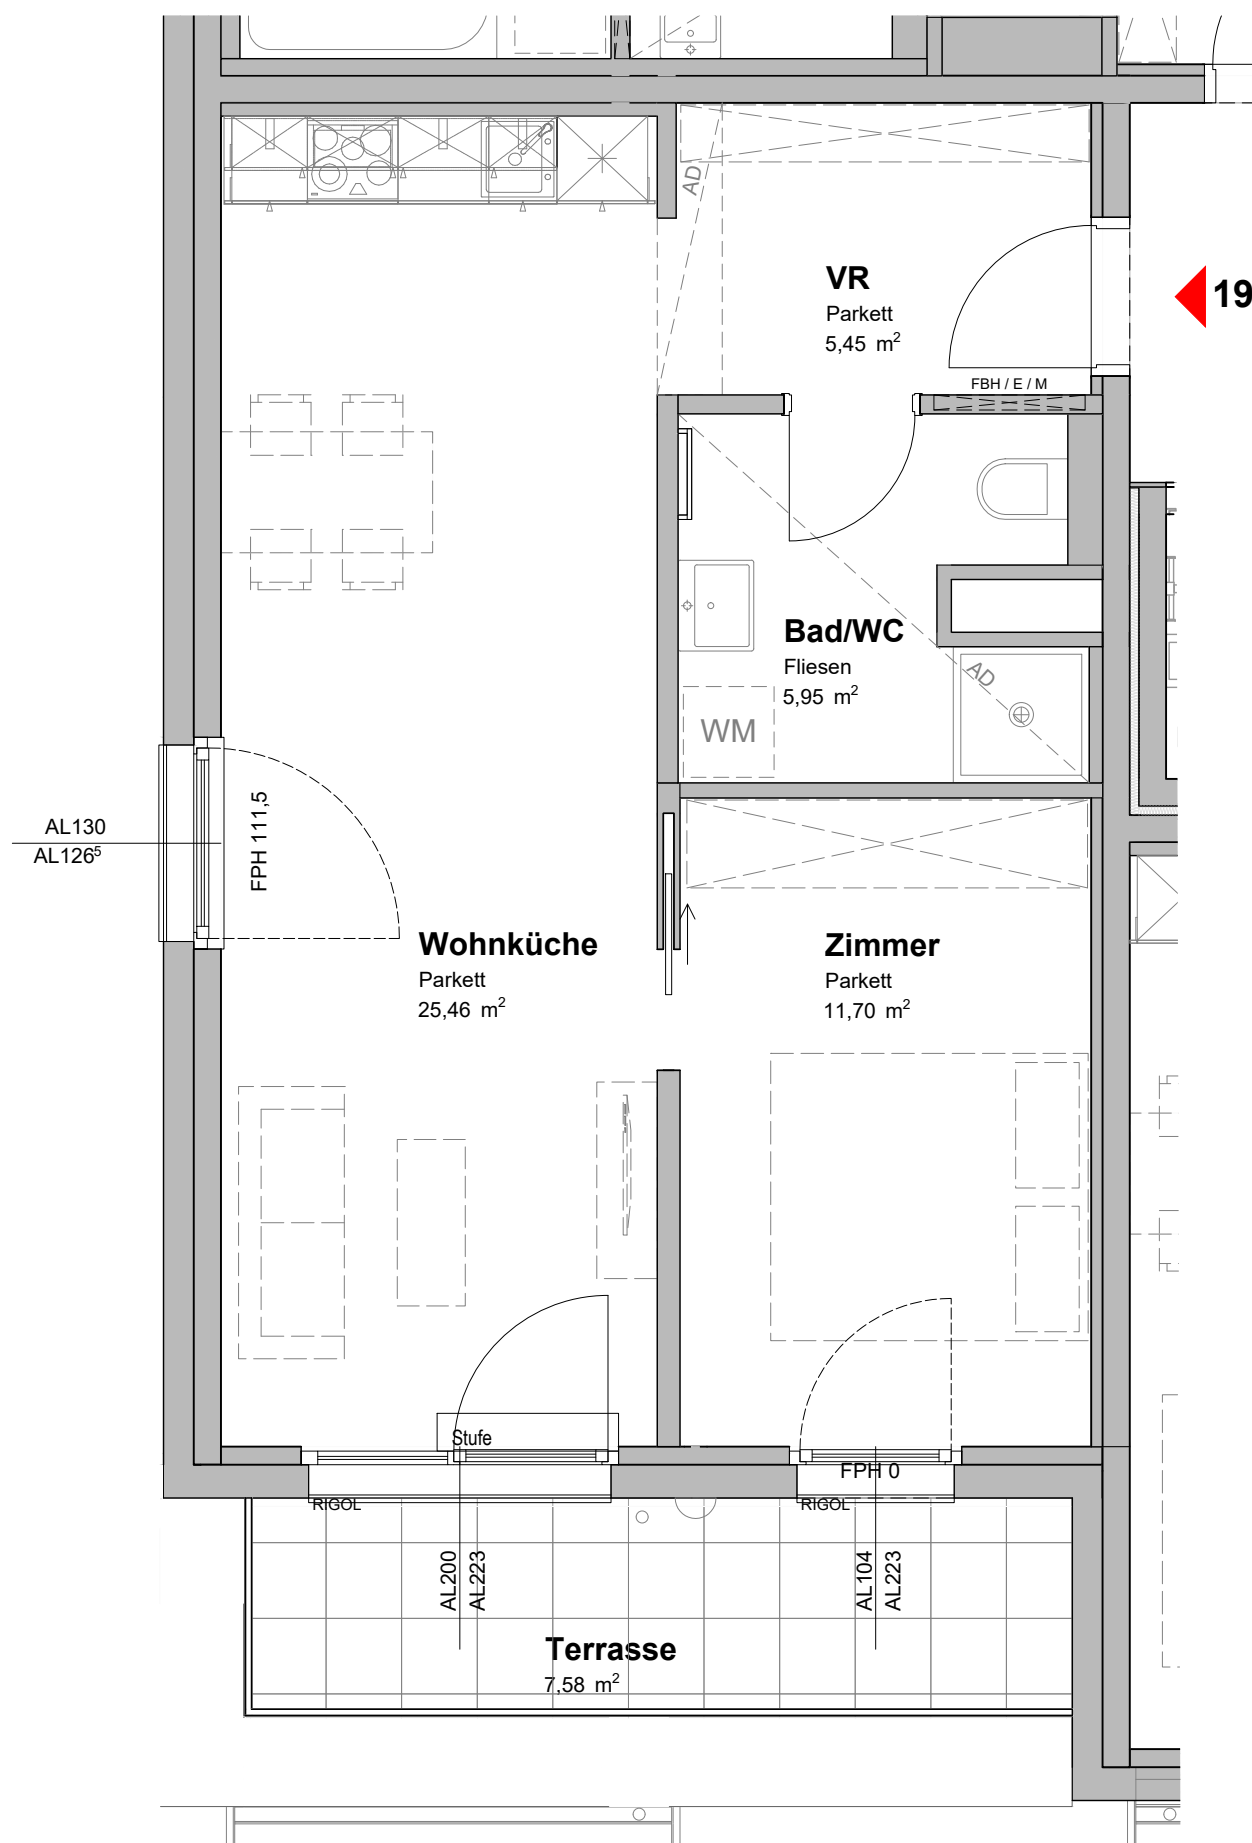 AD
VR
Parkett
5,45 m²
19
FBH / E / M
Bad/WC
Fliesen
5,95 m²
AD
WM
AL130
AL126⁵
FPH 111,5
Wohnküche
Parkett
25,46 m²
Zimmer
Parkett
11,70 m²
Stufe
FPH 0
RIGOL
RIGOL
AL200
AL223
AL104
AL223
Terrasse
7,58 m²